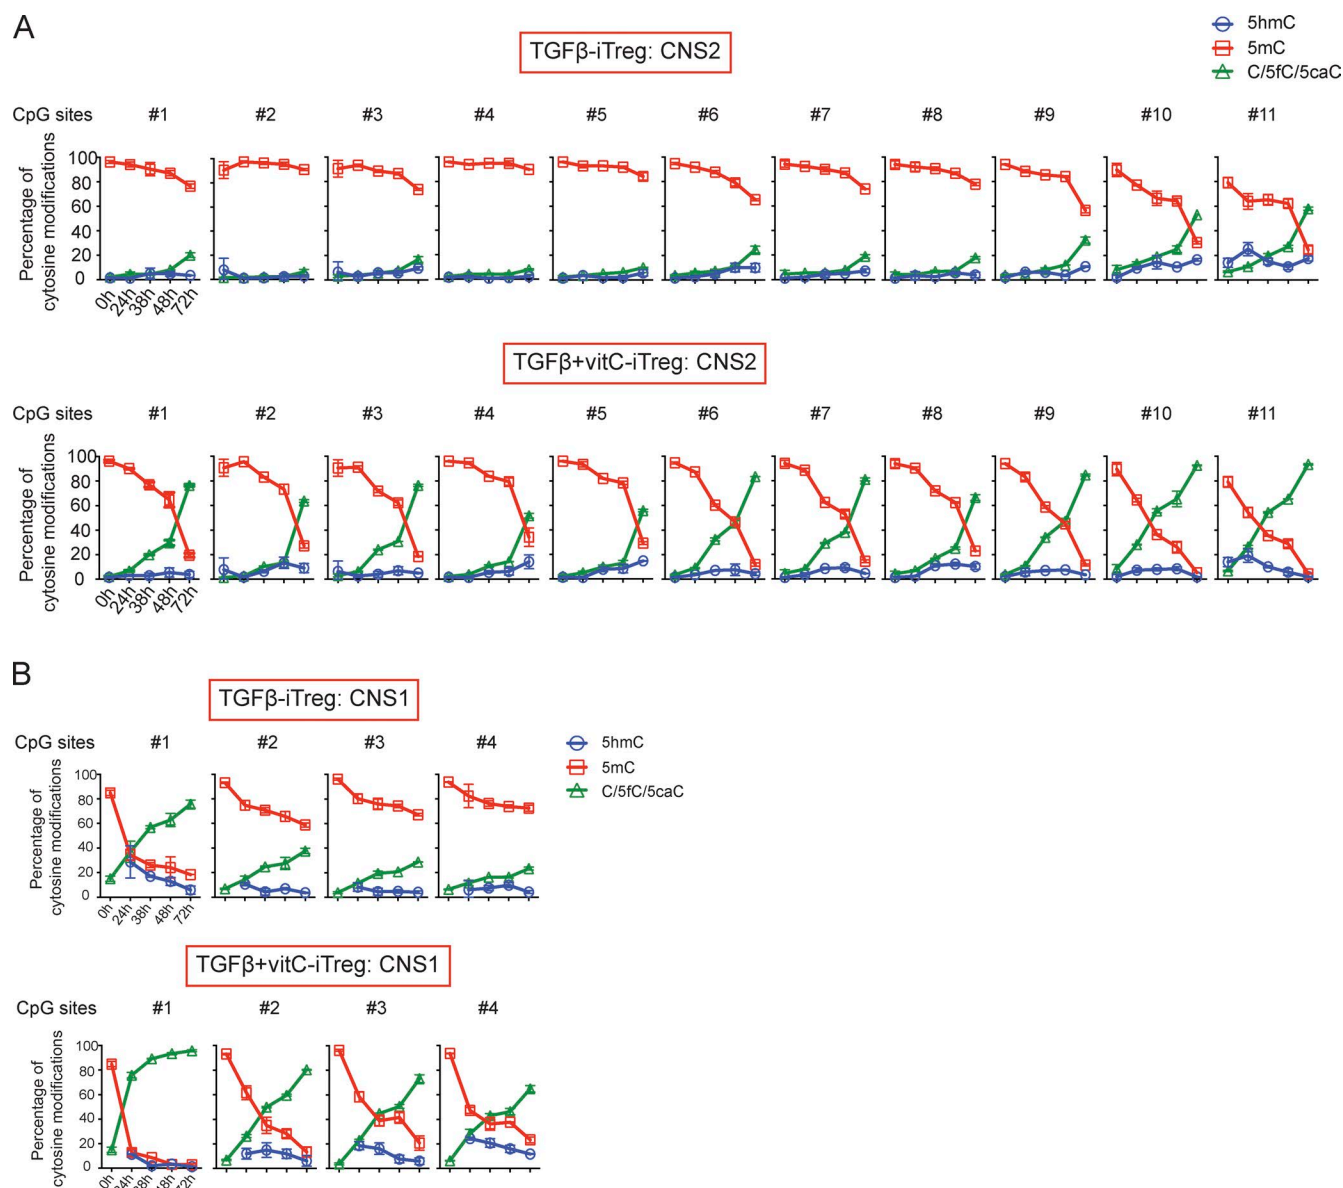 A
5hmC
5mC
C/5fC/5caC
TGFβ-iTreg: CNS2
CpG sites #1 #2 #3 #4 #5 #6 #7 #8 #9 #10 #11
Percentage of
cytosine modifications
100
80
60
40
20
0
0h 24h 38h 48h 72h
TGFβ+vitC-iTreg: CNS2
CpG sites #1 #2 #3 #4 #5 #6 #7 #8 #9 #10 #11
Percentage of
cytosine modifications
100
80
60
40
20
0
0h 24h 38h 48h 72h
B
TGFβ-iTreg: CNS1
CpG sites #1 #2 #3 #4
5hmC
5mC
C/5fC/5caC
Percentage of
cytosine modifications
100
80
60
40
20
0
0h 24h 38h 48h 72h
TGFβ+vitC-iTreg: CNS1
CpG sites #1 #2 #3 #4
Percentage of
cytosine modifications
100
80
60
40
20
0
0h